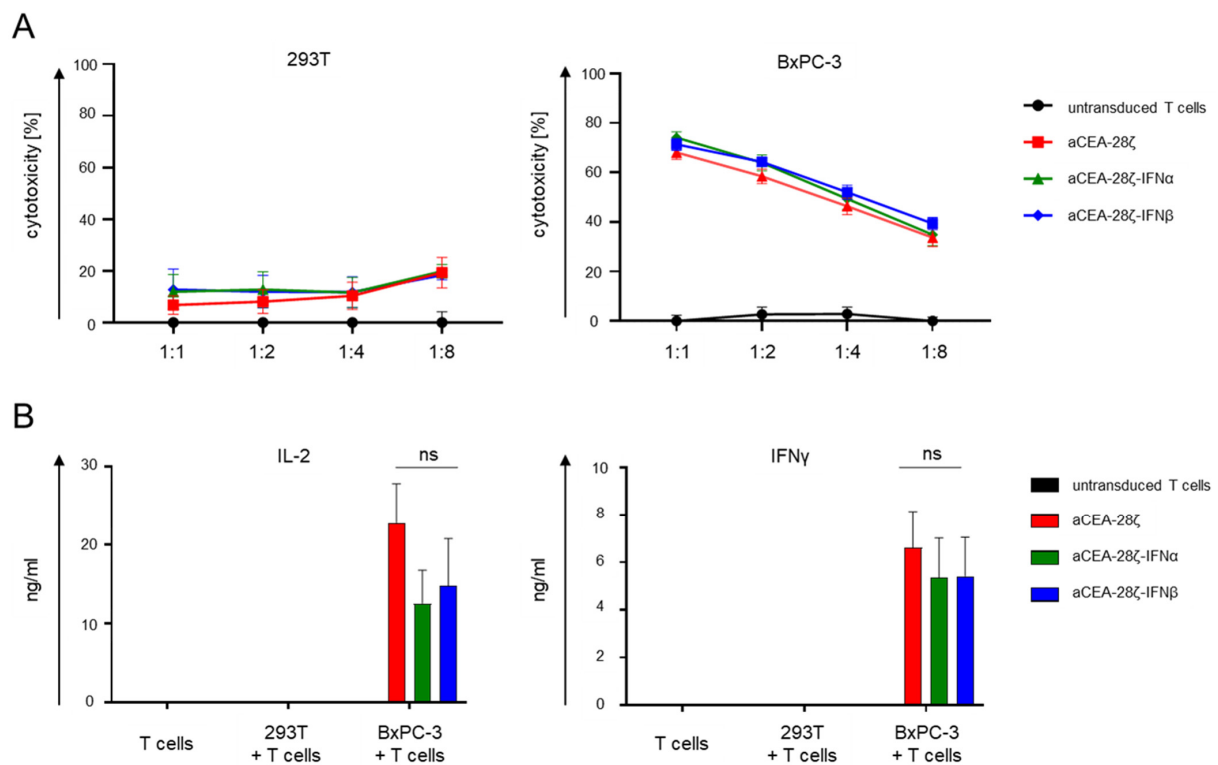 A
293T
cytotoxicity [%]
100
80
60
40
20
0
1:1
1:2
1:4
1:8
BxPC-3
cytotoxicity [%]
100
80
60
40
20
0
1:1
1:2
1:4
1:8
untransduced T cells
aCEA-28ζ
aCEA-28ζ-IFNα
aCEA-28ζ-IFNβ
B
IL-2
ns
ng/ml
30
20
10
0
T cells
293T
+ T cells
BxPC-3
+ T cells
IFNγ
ns
ng/ml
10
8
6
4
2
0
T cells
293T
+ T cells
BxPC-3
+ T cells
untransduced T cells
aCEA-28ζ
aCEA-28ζ-IFNα
aCEA-28ζ-IFNβ